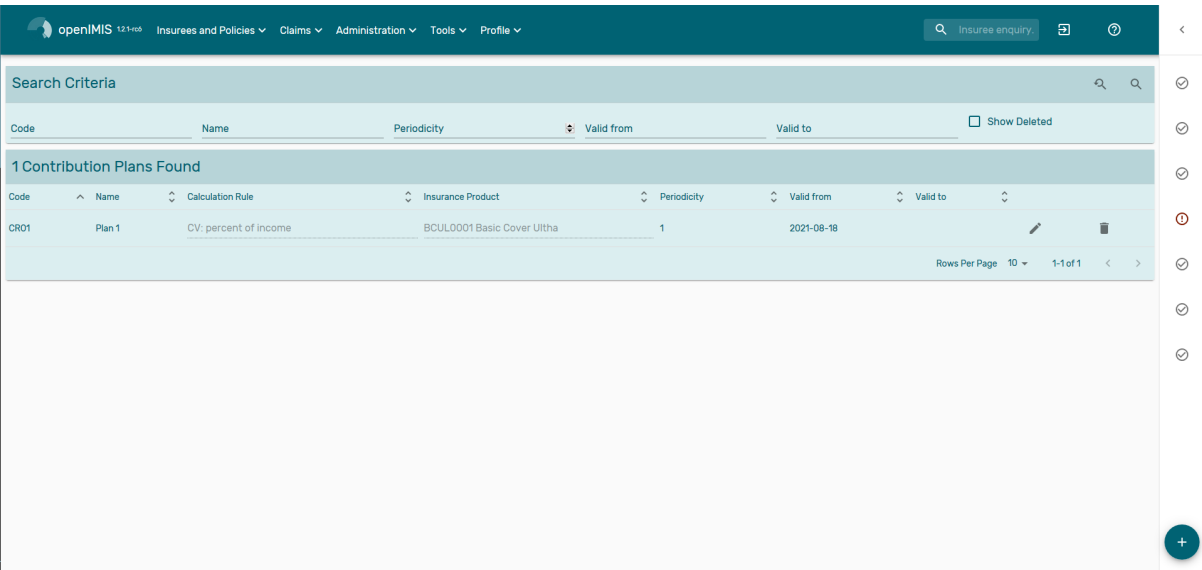 openIMIS 1.2.1-rc6 Insurees and Policies Claims Administration Tools Profile Insuree enquiry.
Search Criteria
Code Name Periodicity Valid from Valid to Show Deleted
1 Contribution Plans Found
Code Name Calculation Rule Insurance Product Periodicity Valid from Valid to
CR01 Plan 1 CV: percent of income BCUL0001 Basic Cover Ultha 1 2021-08-18
Rows Per Page 10 1-1 of 1